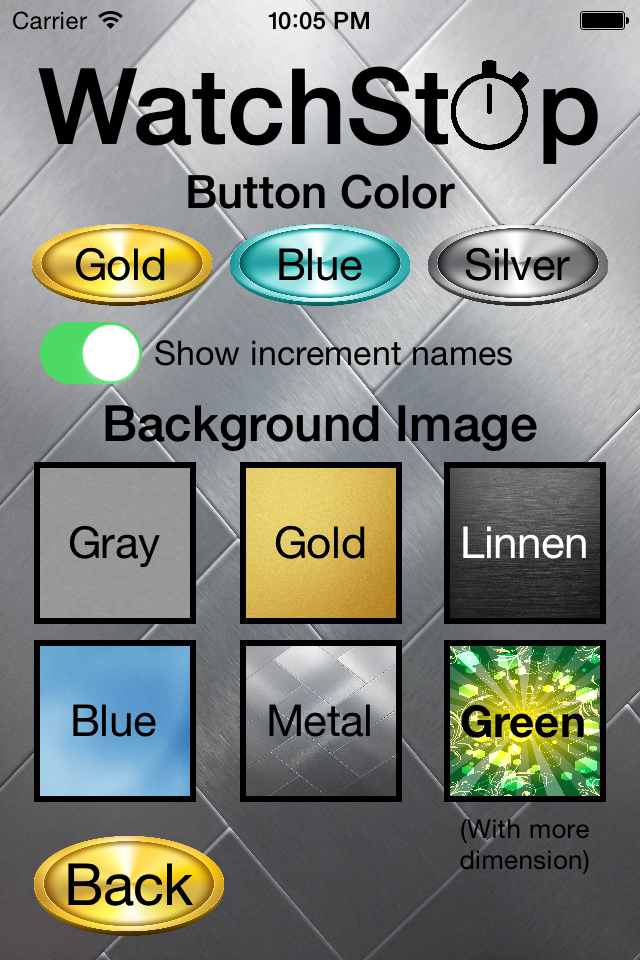 Carrier 10:05 PM
WatchStop
Button Color
Gold Blue Silver
Show increment names
Background Image
Gray Gold Linnen
Blue Metal Green
(With more
dimension)
Back